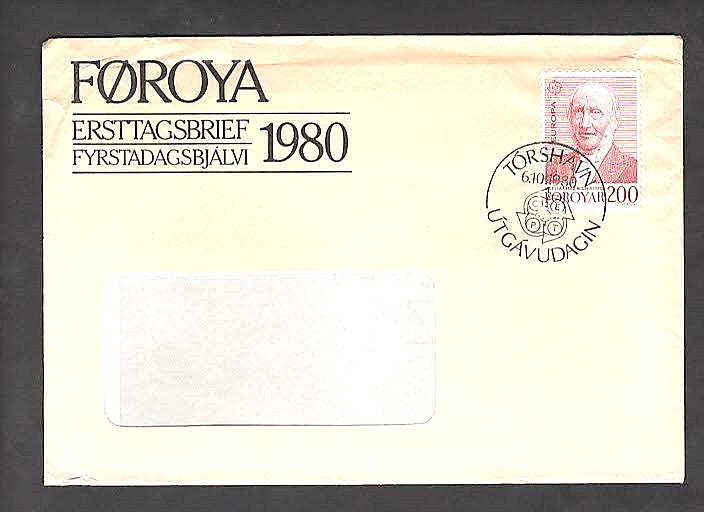 FØROYA
ERSTTAGSBRIEF
FYRSTADAGSBJÁLVI
1980
EUROPA
FØROYAR 200
TÓRSHAVN
6.10.1980
C E P T
ÚTGÁVUDAGIN